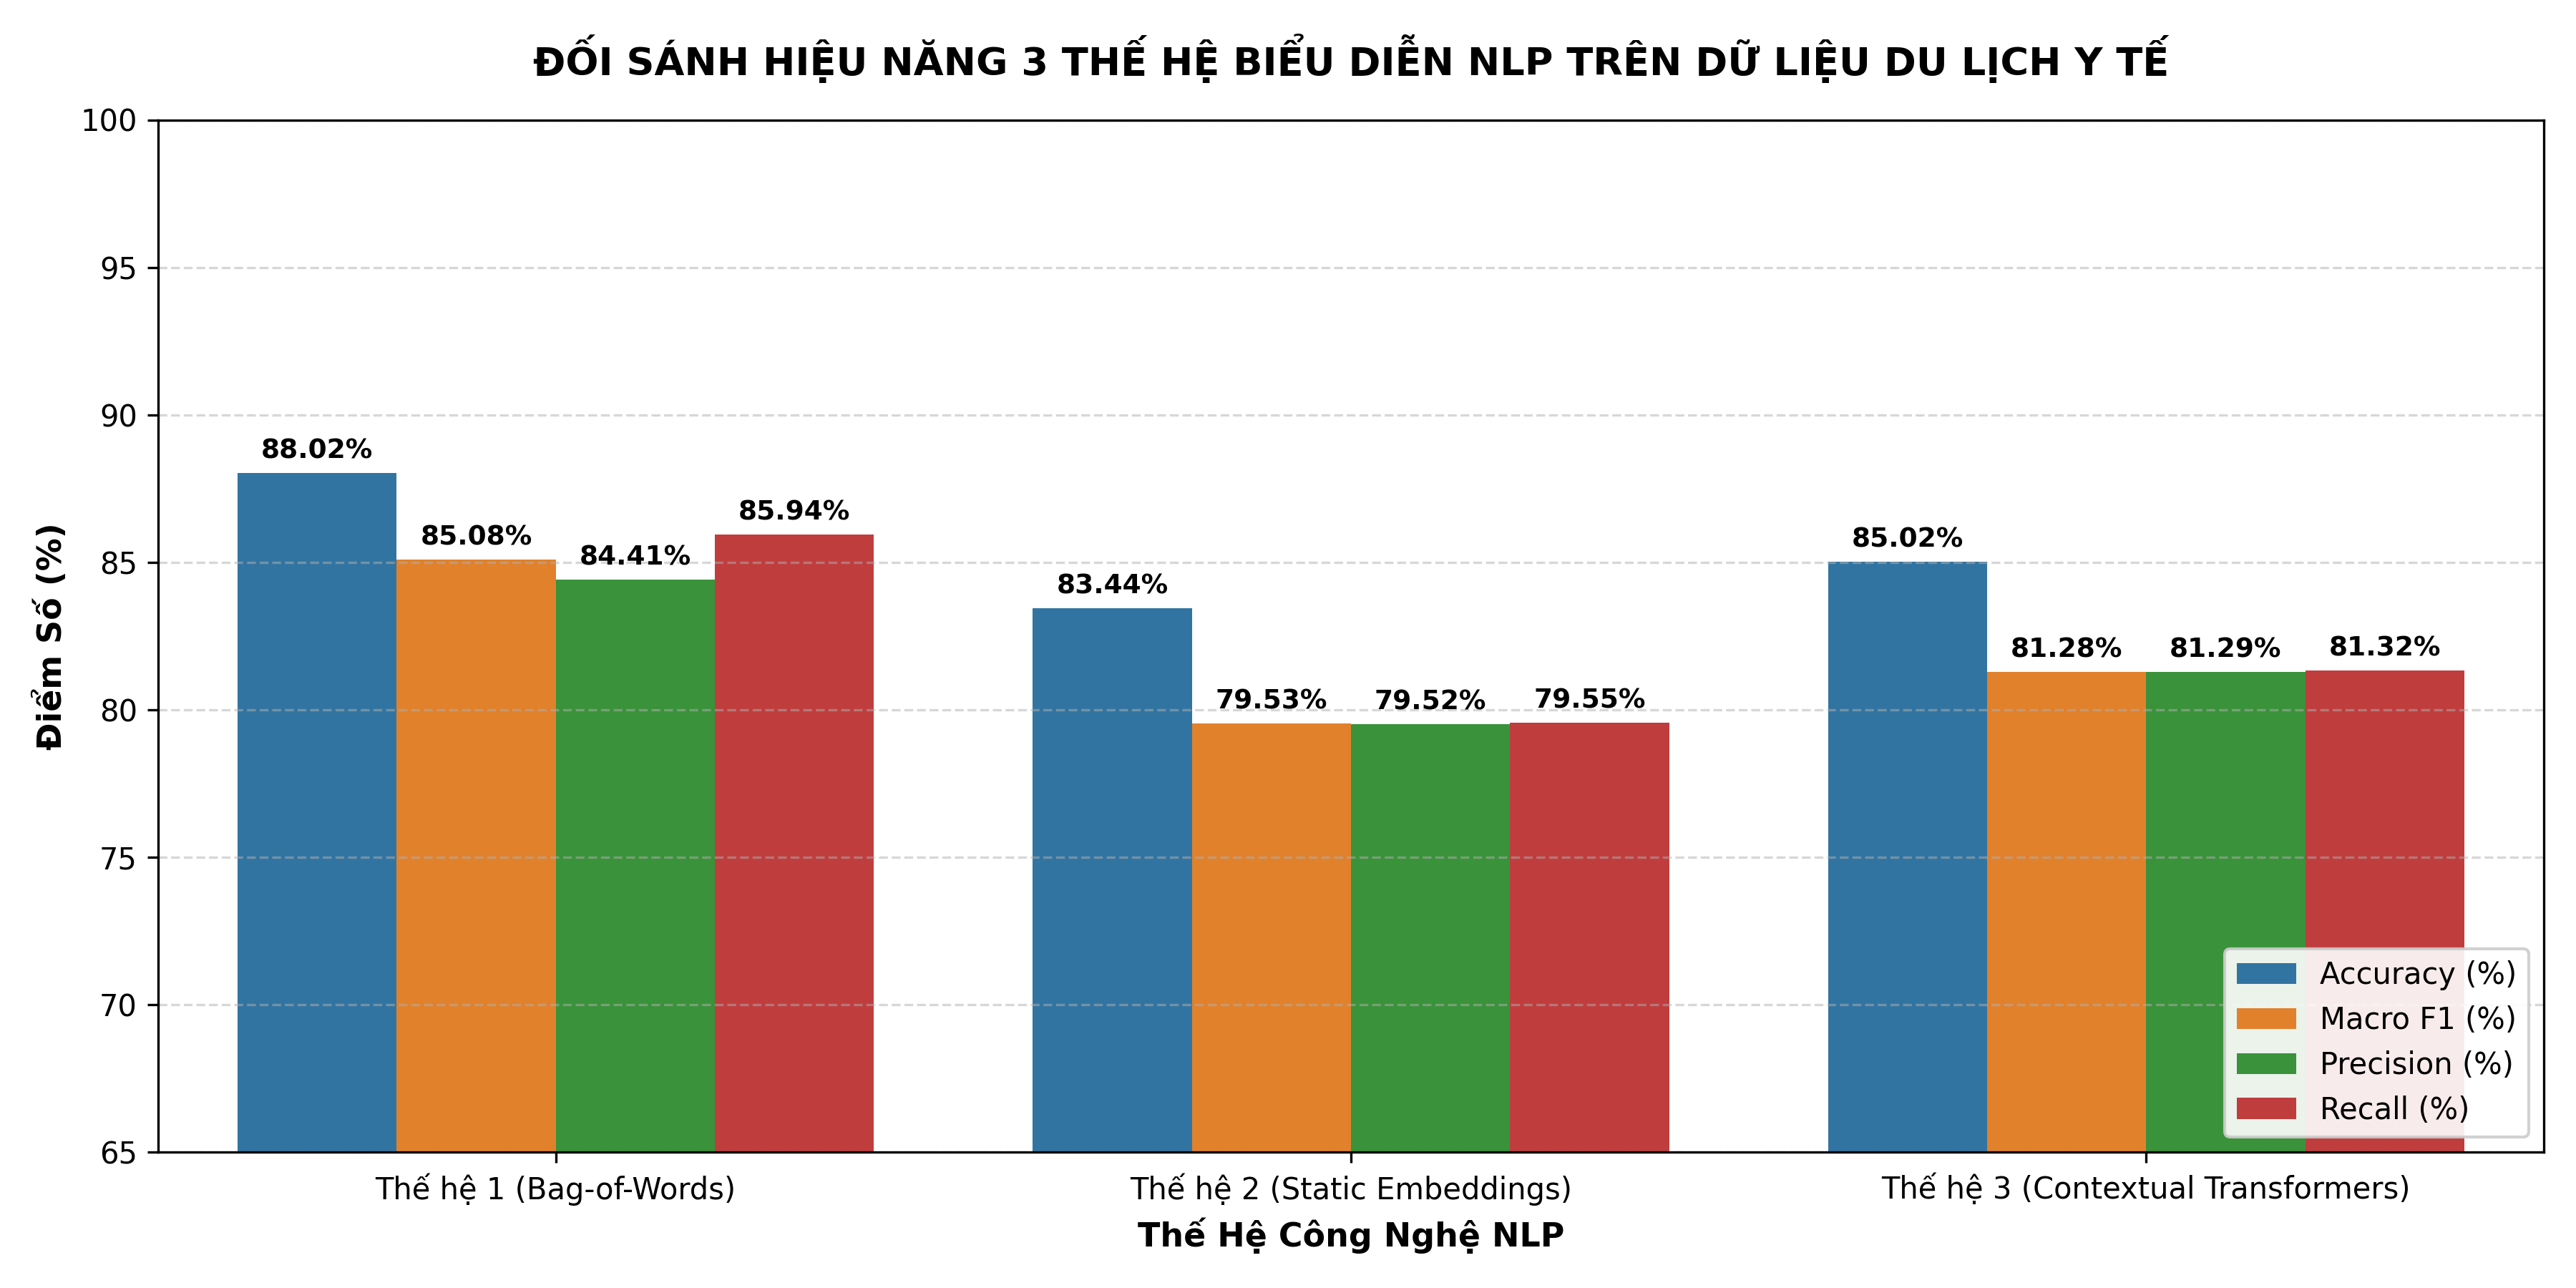 ĐỐI SÁNH HIỆU NĂNG 3 THẾ HỆ BIỂU DIỄN NLP TRÊN DỮ LIỆU DU LỊCH Y TẾ
Điểm Số (%)
100
95
90
85
80
75
70
65
88.02%
85.08%
84.41%
85.94%
83.44%
79.53%
79.52%
79.55%
85.02%
81.28%
81.29%
81.32%
Accuracy (%)
Macro F1 (%)
Precision (%)
Recall (%)
Thế hệ 1 (Bag-of-Words)
Thế hệ 2 (Static Embeddings)
Thế hệ 3 (Contextual Transformers)
Thế Hệ Công Nghệ NLP